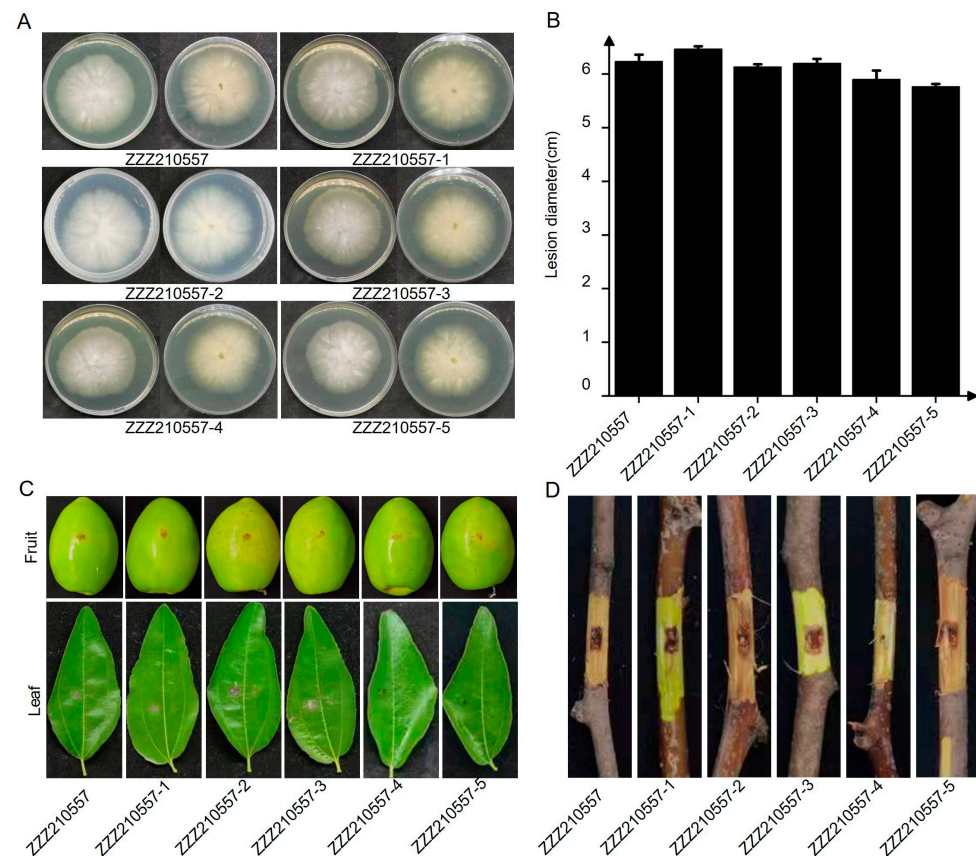 A
ZZZ210557
ZZZ210557-1
ZZZ210557-2
ZZZ210557-3
ZZZ210557-4
ZZZ210557-5
B
Lesion diameter(cm)
6
5
4
3
2
1
0
ZZZ210557
ZZZ210557-1
ZZZ210557-2
ZZZ210557-3
ZZZ210557-4
ZZZ210557-5
C
Fruit
Leaf
ZZZ210557
ZZZ210557-1
ZZZ210557-2
ZZZ210557-3
ZZZ210557-4
ZZZ210557-5
D
ZZZ210557
ZZZ210557-1
ZZZ210557-2
ZZZ210557-3
ZZZ210557-4
ZZZ210557-5